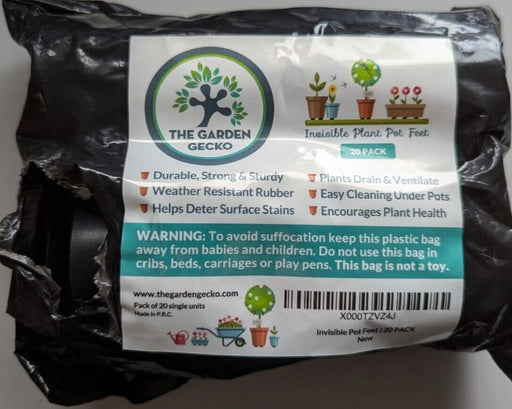 THE GARDEN
GECKO
Invisible Plant Pot Feet
20 PACK
Durable, Strong & Sturdy
Weather Resistant Rubber
Helps Deter Surface Stains
Plants Drain & Ventilate
Easy Cleaning Under Pots
Encourages Plant Health
WARNING: To avoid suffocation keep this plastic bag
away from babies and children. Do not use this bag in
cribs, beds, carriages or play pens. This bag is not a toy.
www.thegardengecko.com
Pack of 20 single units
Made in P.R.C.
X000TZVZ4J
Invisible Pot Feet / 20 PACK
New